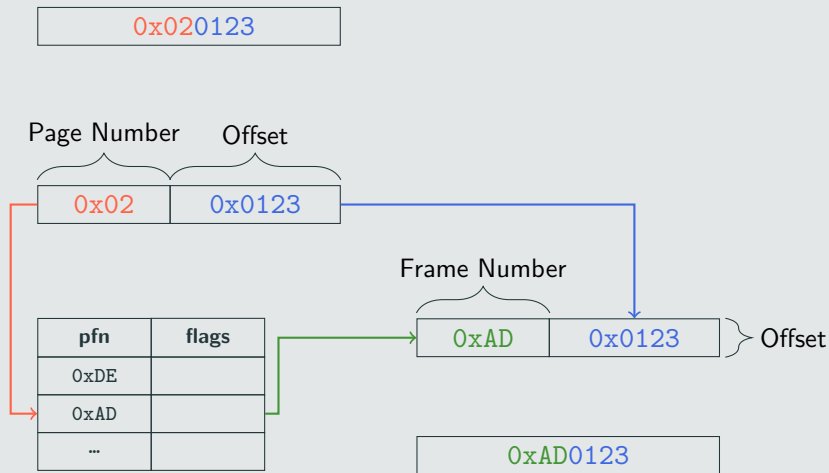 0x020123
Page Number Offset
0x02 0x0123
Frame Number
pfn flags
0xAD 0x0123 Offset
0xDE
0xAD
…
0xAD0123